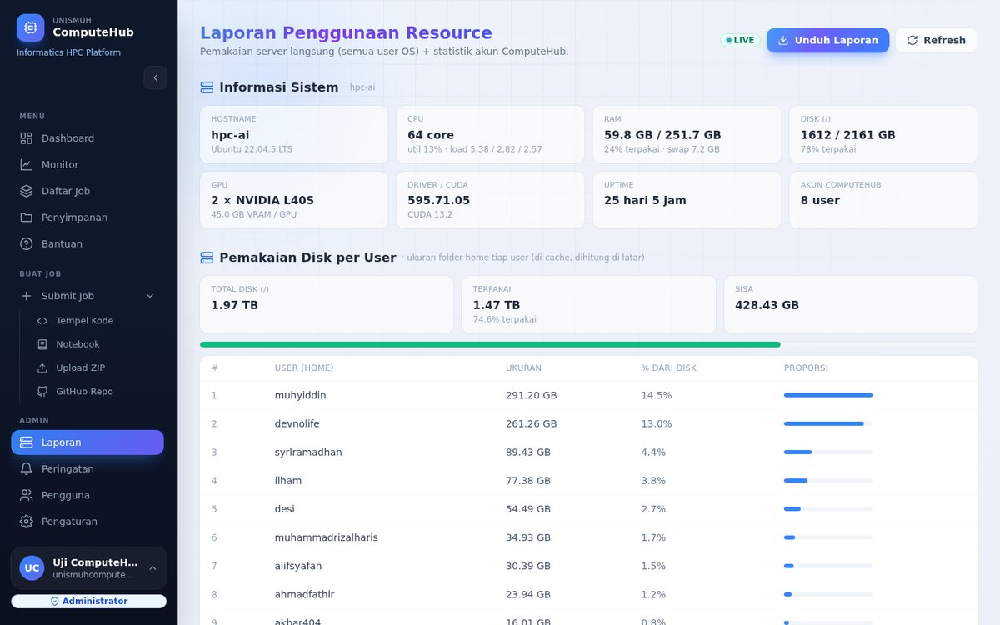 UNISMUH
ComputeHub
Informatics HPC Platform
MENU
Dashboard
Monitor
Daftar Job
Penyimpanan
Bantuan
BUAT JOB
Submit Job
Tempel Kode
Notebook
Upload ZIP
GitHub Repo
ADMIN
Laporan
Peringatan
Pengguna
Pengaturan
UC
Uji ComputeH...
unismuhcompute...
Administrator
Laporan Penggunaan Resource
Pemakaian server langsung (semua user OS) + statistik akun ComputeHub.
LIVE
Unduh Laporan
Refresh
Informasi Sistem · hpc-ai
HOSTNAME
hpc-ai
Ubuntu 22.04.5 LTS
CPU
64 core
util 13% · load 5.38 / 2.82 / 2.57
RAM
59.8 GB / 251.7 GB
24% terpakai · swap 7.2 GB
DISK (/)
1612 / 2161 GB
78% terpakai
GPU
2 × NVIDIA L40S
45.0 GB VRAM / GPU
DRIVER / CUDA
595.71.05
CUDA 13.2
UPTIME
25 hari 5 jam
AKUN COMPUTEHUB
8 user
Pemakaian Disk per User · ukuran folder home tiap user (di-cache, dihitung di latar)
TOTAL DISK (/)
1.97 TB
TERPAKAI
1.47 TB
74.6% terpakai
SISA
428.43 GB
# USER (HOME) UKURAN % DARI DISK PROPORSI
1 muhyiddin 291.20 GB 14.5%
2 devnolife 261.26 GB 13.0%
3 syrlramadhan 89.43 GB 4.4%
4 ilham 77.38 GB 3.8%
5 desi 54.49 GB 2.7%
6 muhammadrizalharis 34.93 GB 1.7%
7 alifsyafan 30.39 GB 1.5%
8 ahmadfathir 23.94 GB 1.2%
9 akbar404 16.01 GB 0.8%